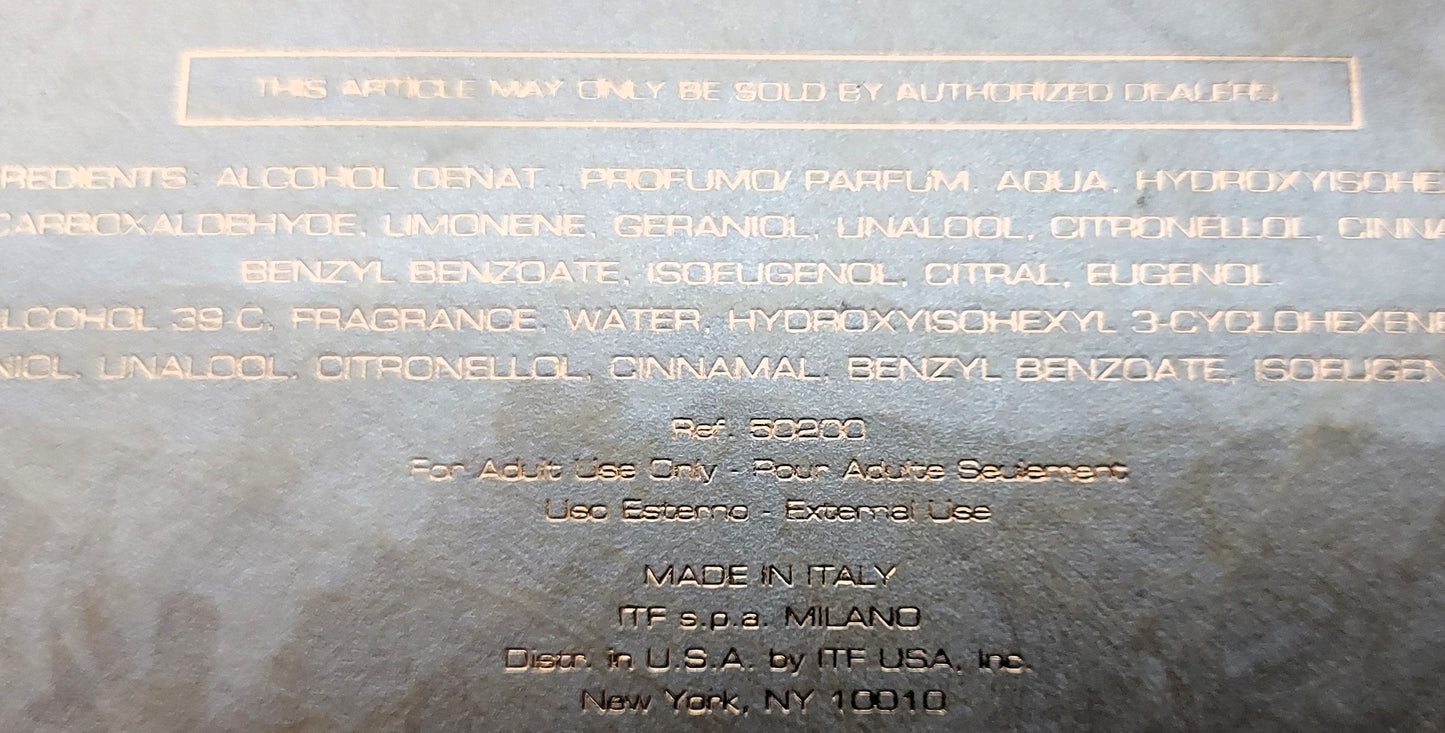 THIS ARTICLE MAY ONLY BE SOLD BY AUTHORIZED DEALERS.
REDIENTS: ALCOHOL DENAT., PROFUMO/ PARFUM, AQUA, HYDROXYISOHE
CARBOXALDEHYDE, LIMONENE, GERANIOL, LINALOOL, CITRONELLOL, CINNA
BENZYL BENZOATE, ISOEUGENOL, CITRAL, EUGENOL.
LCOHOL 39-C, FRAGRANCE, WATER, HYDROXYISOHEXYL 3-CYCLOHEXENE
NIOL, LINALOOL, CITRONELLOL, CINNAMAL, BENZYL BENZOATE, ISOEUGEN
Ref. 50200
For Adult Use Only - Pour Adulte Seulement
Uso Esterno - External Use
MADE IN ITALY
ITF s.p.a. MILANO
Distr. in U.S.A. by ITF USA, Inc.
New York, NY 10010